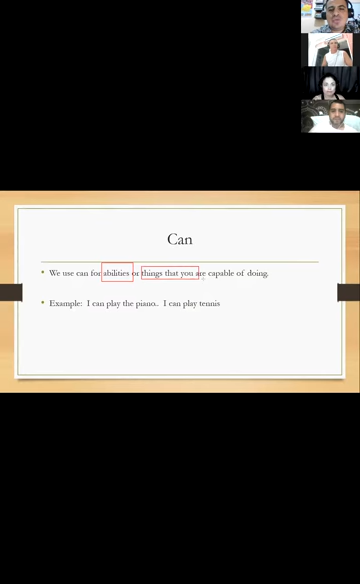 Can
• We use can for abilities or things that you are capable of doing.
• Example: I can play the piano.. I can play tennis